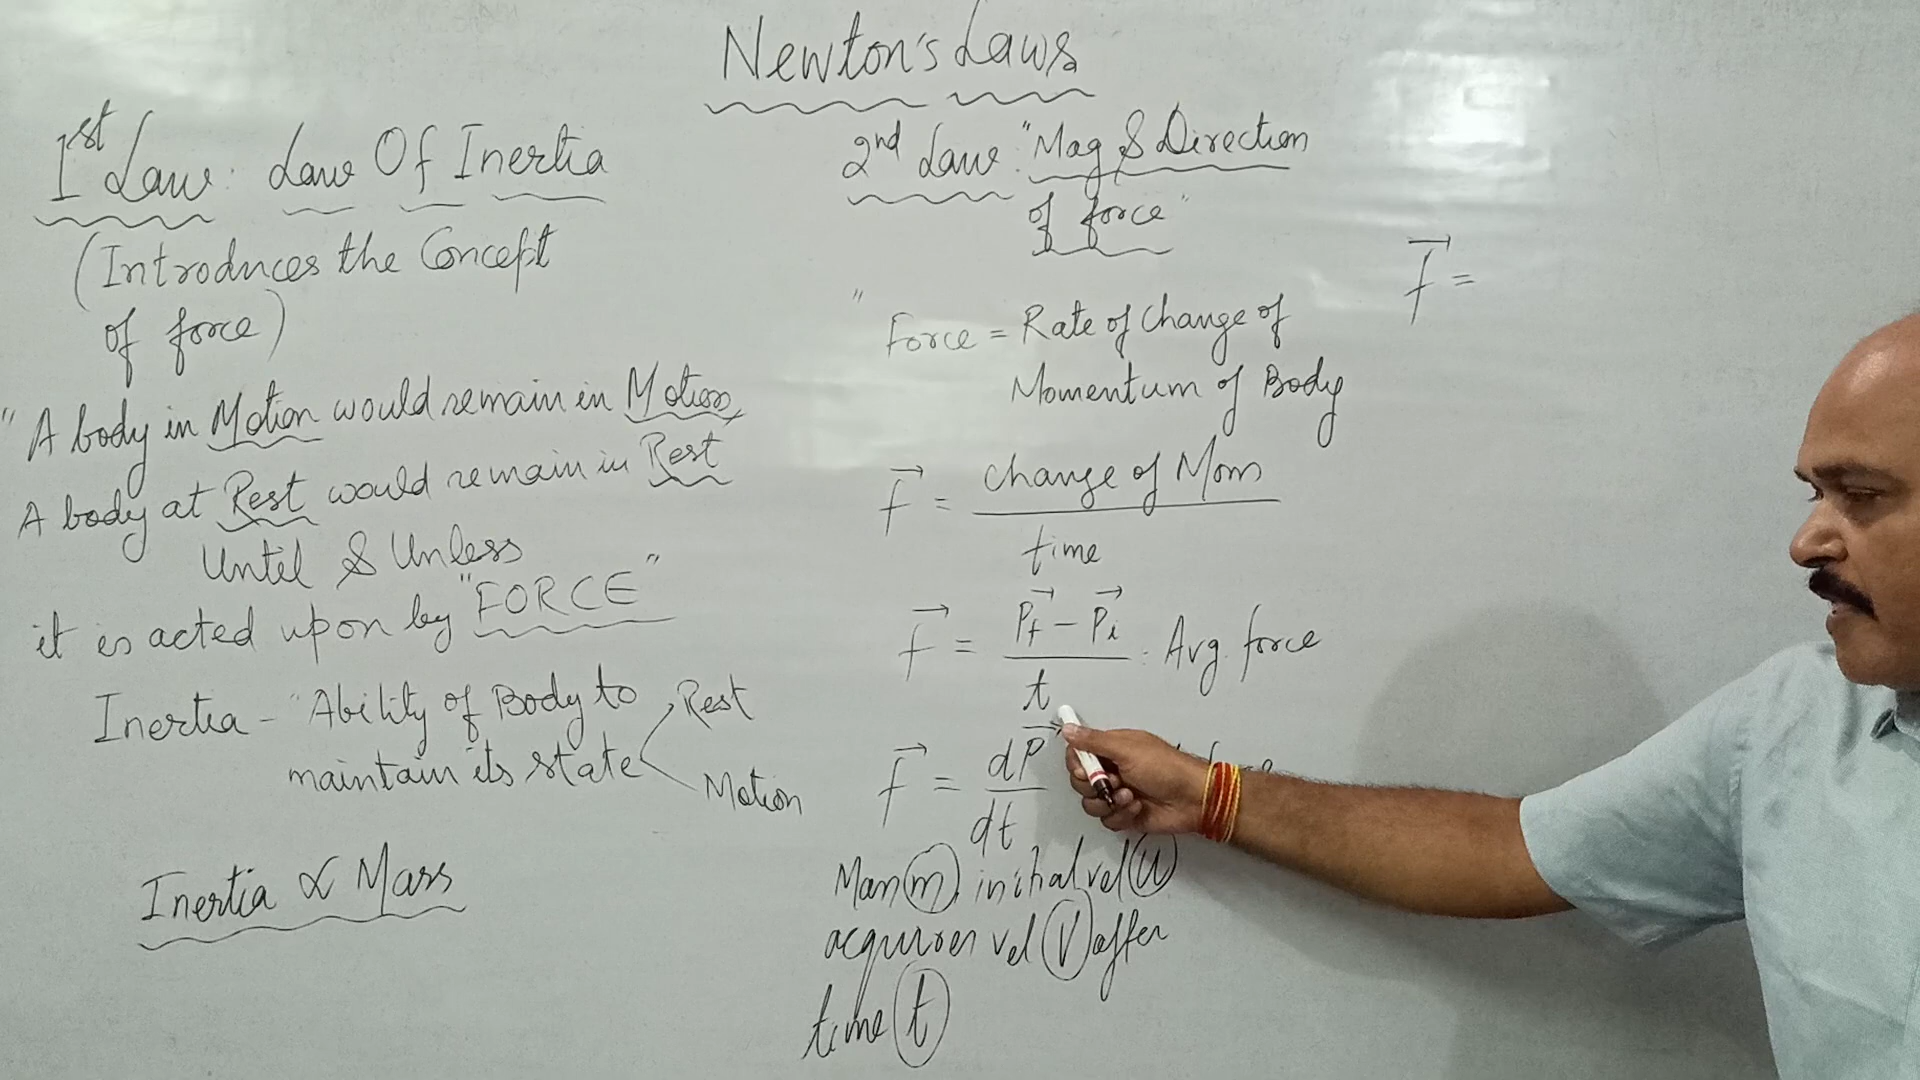 Newton's Laws
1st Law: Law Of Inertia
(Introduces the Concept
of force)
"A body in Motion would remain in Motion,
A body at Rest would remain in Rest
Until & Unless
it is acted upon by "FORCE"
Inertia - "Ability of Body to
maintain its state
Rest
Motion
Inertia ∝ Mass
2nd Law: "Mag & Direction
of force"
"Force = Rate of Change of
Momentum of Body
F⃗ = Change of Mom
time
F⃗ = P⃗f - P⃗i : Avg. force
t
F⃗ = dP⃗
dt
Mass (m), initial vel (u)
acquires vel (v) after
time (t)
F⃗ =